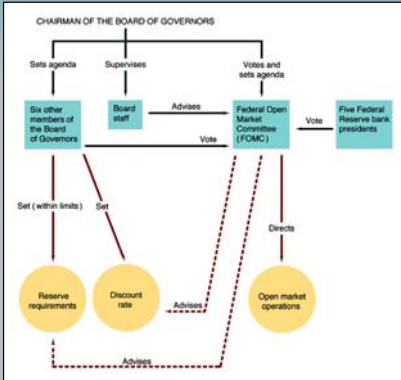 CHAIRMAN OF THE BOARD OF GOVERNORS
Sets agenda
Supervises
Votes and
sets agenda
Six other
members of
the Board
of Governors
Board
staff
Advises
Federal Open
Market
Committee
(FOMC)
Vote
Five Federal
Reserve bank
presidents
Vote
Set (within limits)
Set
Directs
Reserve
requirements
Discount
rate
Advises
Open market
operations
Advises